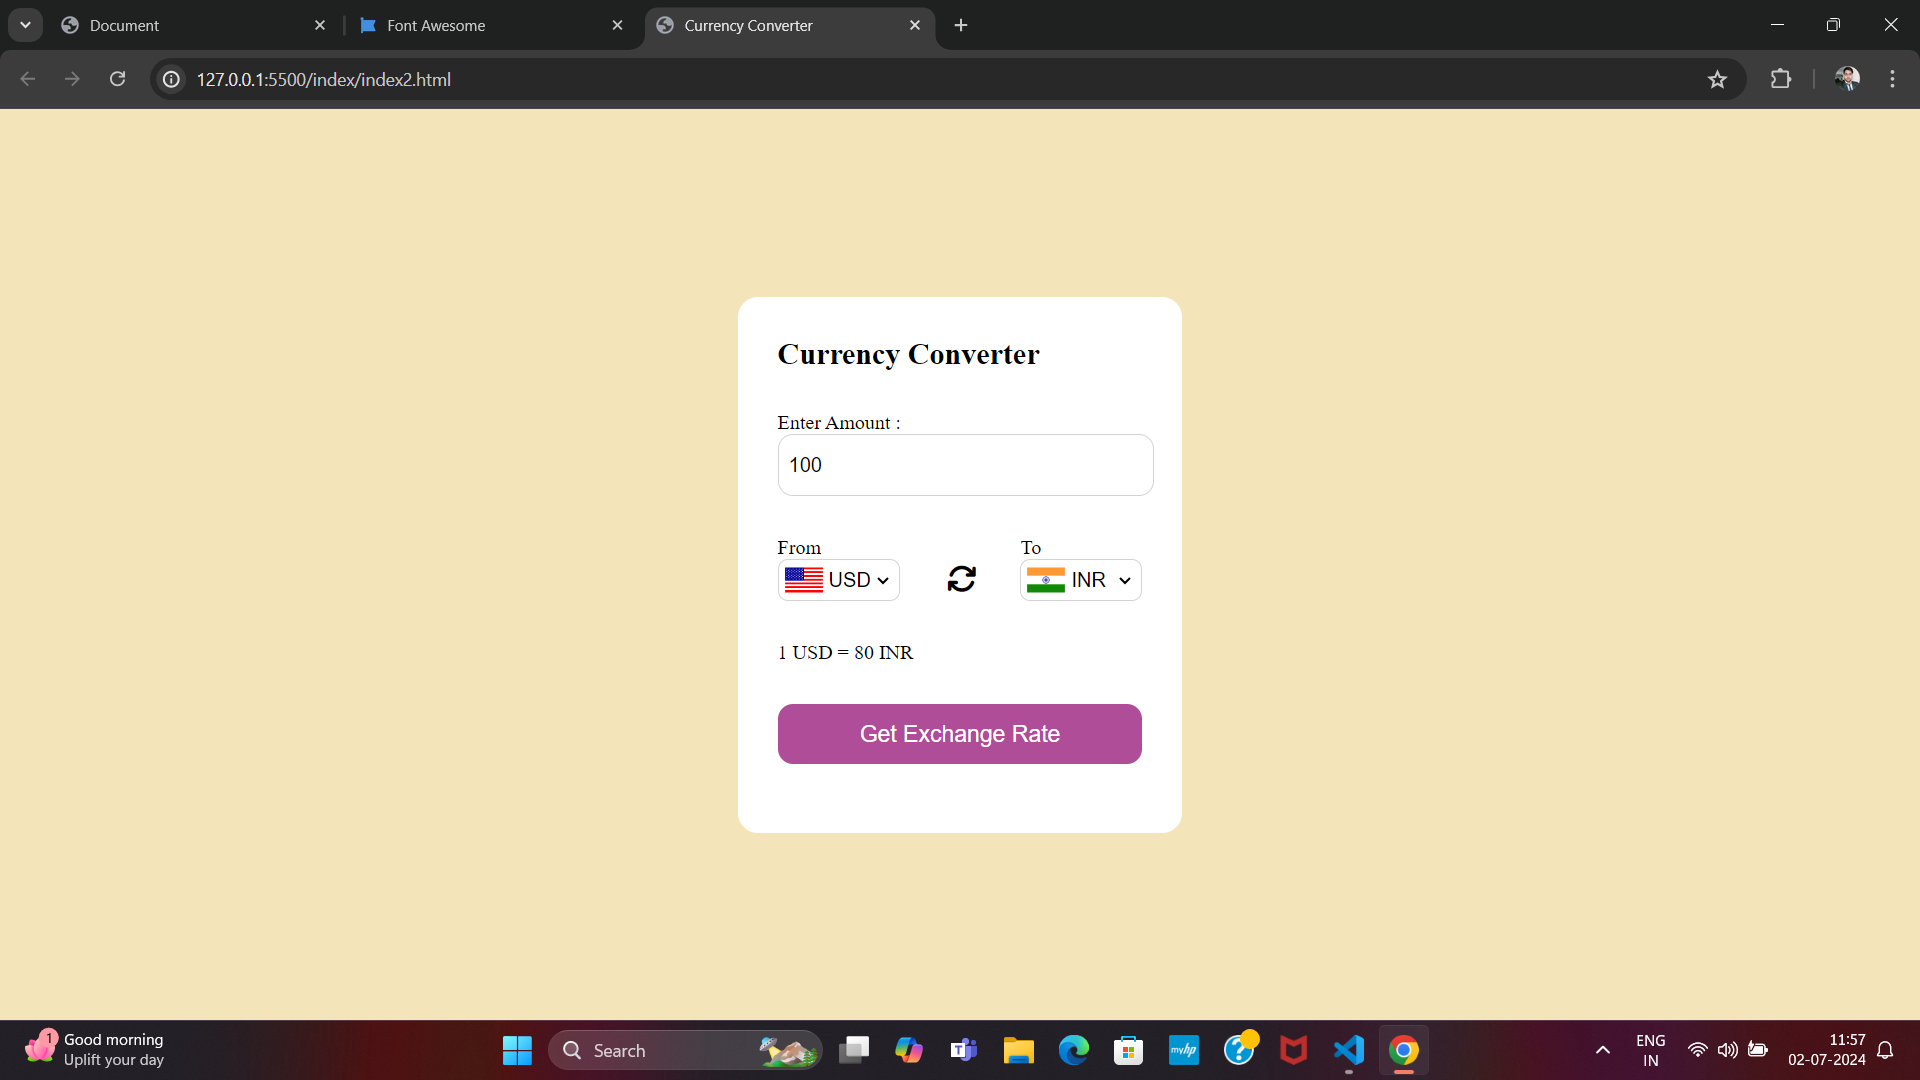 Document
Font Awesome
Currency Converter
127.0.0.1:5500/index/index2.html
Currency Converter
Enter Amount :
100
From
To
USD
INR
1 USD = 80 INR
Get Exchange Rate
1
Good morning
Uplift your day
Search
T
myhp
?
ENG
IN
11:57
02-07-2024